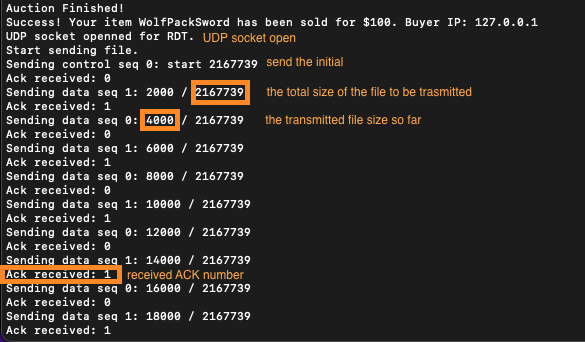 Auction Finished!
Success! Your item WolfPackSword has been sold for $100. Buyer IP: 127.0.0.1
UDP socket openned for RDT. UDP socket open
Start sending file.
Sending control seq 0: start 2167739 send the initial
Ack received: 0
Sending data seq 1: 2000 / 2167739 the total size of the file to be trasmitted
Ack received: 1
Sending data seq 0: 4000 / 2167739 the transmitted file size so far
Ack received: 0
Sending data seq 1: 6000 / 2167739
Ack received: 1
Sending data seq 0: 8000 / 2167739
Ack received: 0
Sending data seq 1: 10000 / 2167739
Ack received: 1
Sending data seq 0: 12000 / 2167739
Ack received: 0
Sending data seq 1: 14000 / 2167739
Ack received: 1 received ACK number
Sending data seq 0: 16000 / 2167739
Ack received: 0
Sending data seq 1: 18000 / 2167739
Ack received: 1